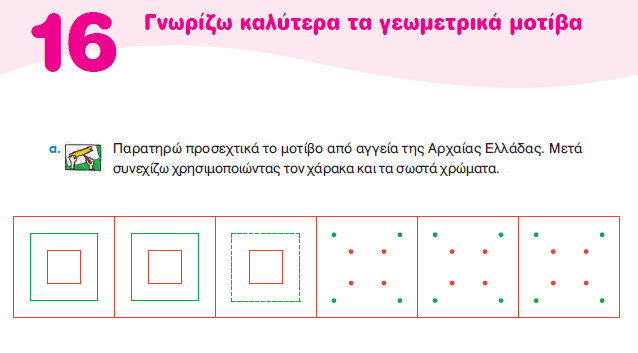 16
Γνωρίζω καλύτερα τα γεωμετρικά μοτίβα
α. Παρατηρώ προσεχτικά το μοτίβο από αγγεία της Αρχαίας Ελλάδας. Μετά
συνεχίζω χρησιμοποιώντας τον χάρακα και τα σωστά χρώματα.